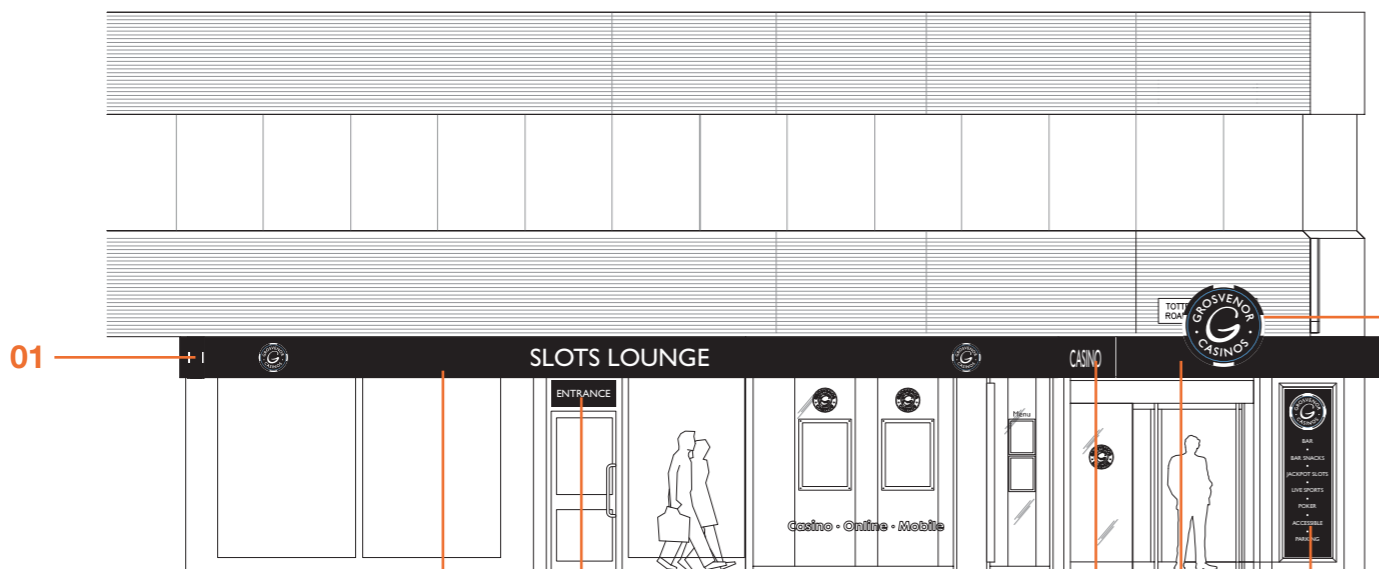 GROSVENOR
G
CASINOS
01
SLOTS LOUNGE
CASINO
ENTRANCE
Menu
GROSVENOR
G
CASINOS
BAR
•
BAR SNACKS
•
JACKPOT SLOTS
•
LIVE SPORTS
•
POKER
•
ACCESSIBLE
•
PARKING
Casino • Online • Mobile